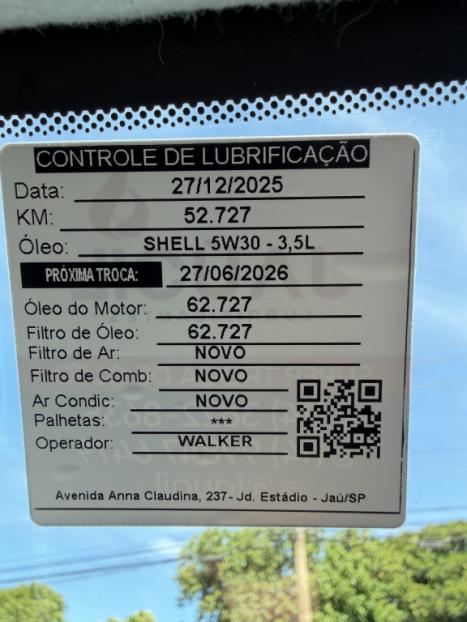 CONTROLE DE LUBRIFICAÇÃO
Data: 27/12/2025
KM: 52.727
Óleo: SHELL 5W30 - 3,5L
PRÓXIMA TROCA: 27/06/2026
Óleo do Motor: 62.727
Filtro de Óleo: 62.727
Filtro de Ar: NOVO
Filtro de Comb: NOVO
Ar Condic: NOVO
Palhetas: ***
Operador: WALKER
Avenida Anna Claudina, 237- Jd. Estádio - Jaú/SP